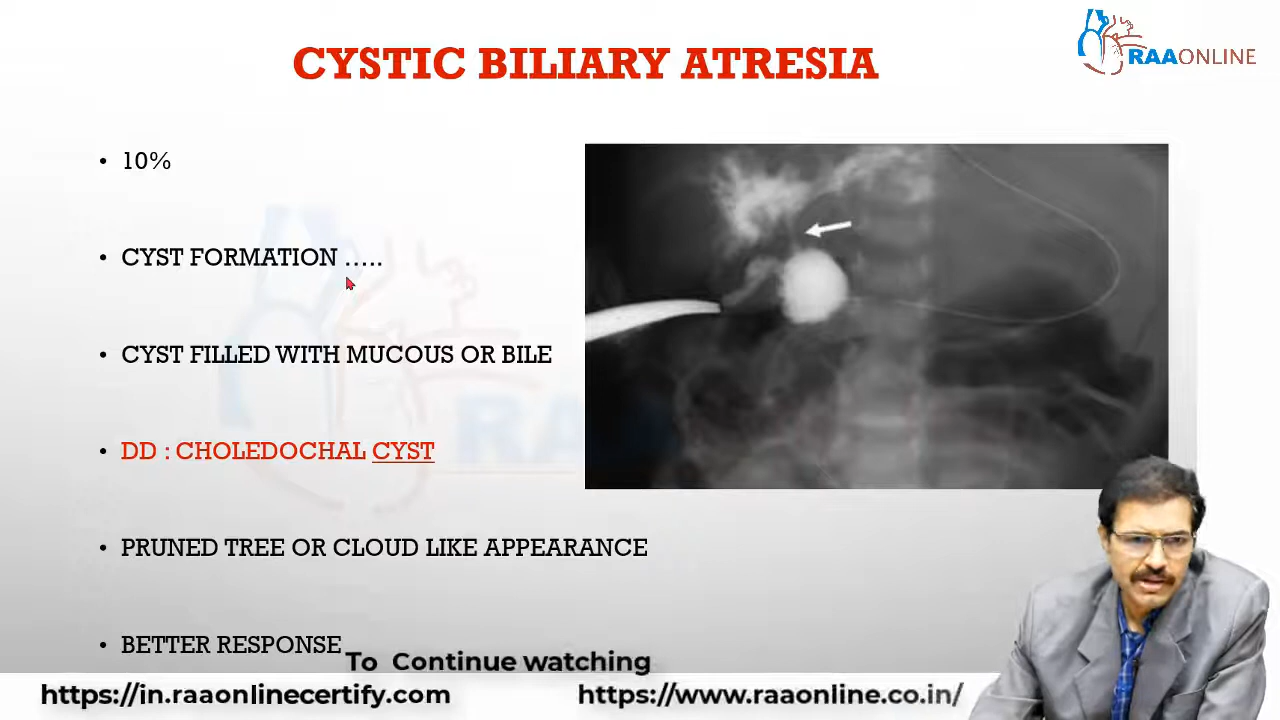 CYSTIC BILIARY ATRESIA
RAAONLINE
• 10%
• CYST FORMATION …..
• CYST FILLED WITH MUCOUS OR BILE
• DD : CHOLEDOCHAL CYST
• PRUNED TREE OR CLOUD LIKE APPEARANCE
• BETTER RESPONSE
To Continue watching
https://in.raaonlinecertify.com
https://www.raaonline.co.in/
RAA